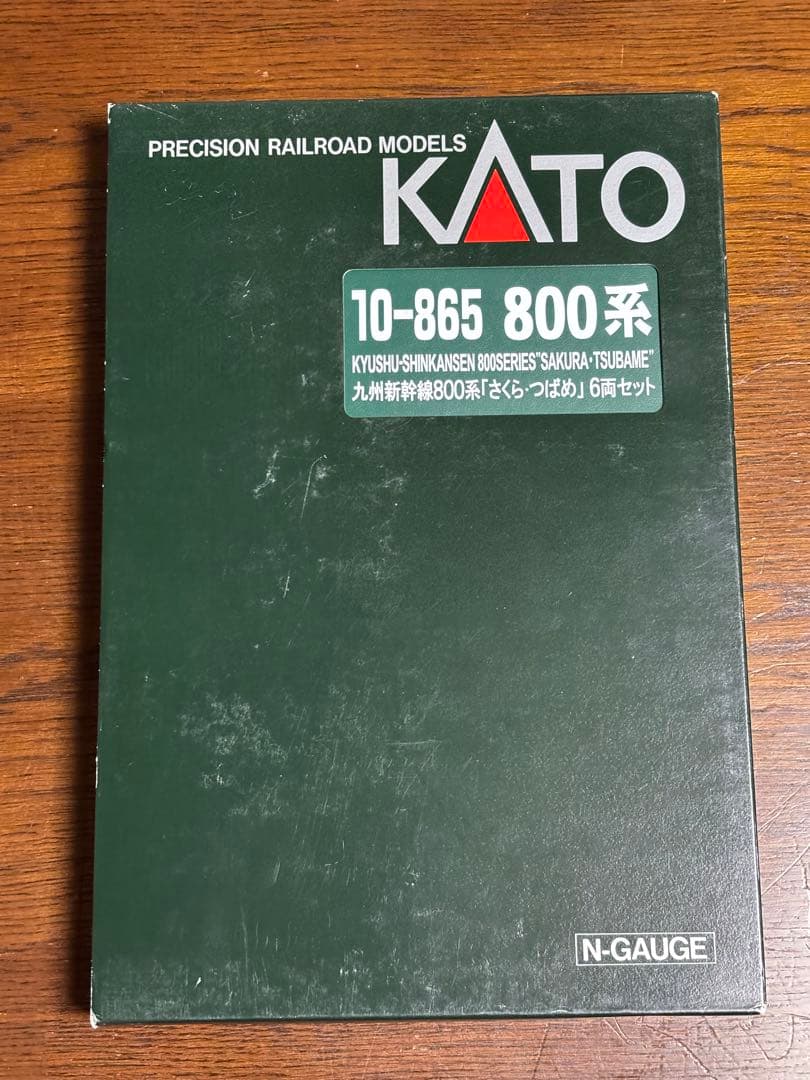 PRECISION RAILROAD MODELS
KATO
10-865 800系
KYUSHU-SHINKANSEN 800SERIES"SAKURA・TSUBAME"
九州新幹線800系「さくら・つばめ」6両セット
N-GAUGE